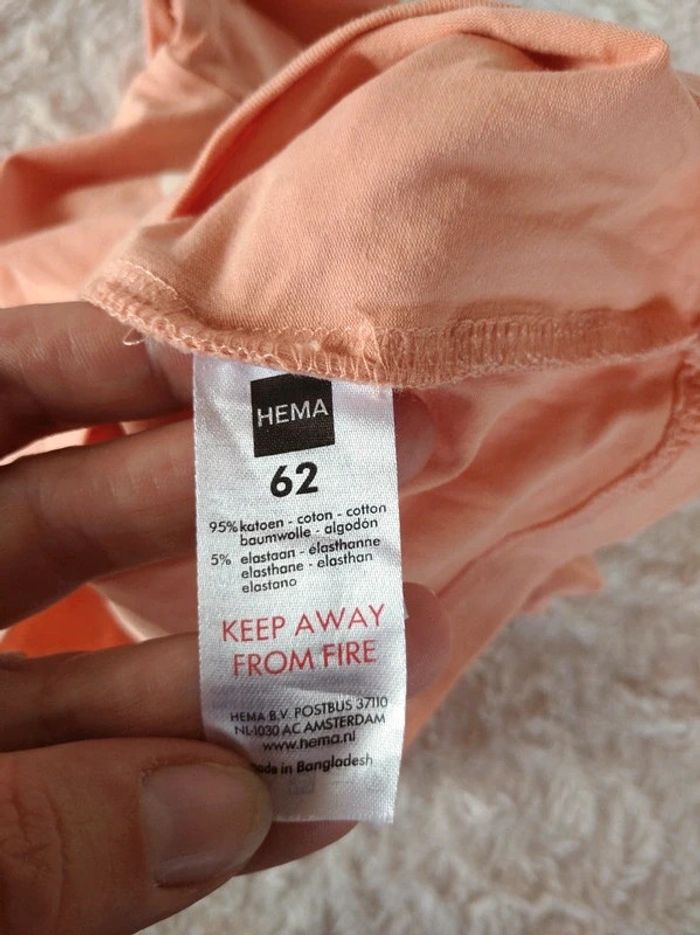 HEMA
62
95% katoen - coton - cotton
baumwolle - algodón
5% elastaan - élasthanne
elasthane - elasthan
elastano
KEEP AWAY
FROM FIRE
HEMA B.V. POSTBUS 37110
NL-1030 AC AMSTERDAM
www.hema.nl
in Bangladesh